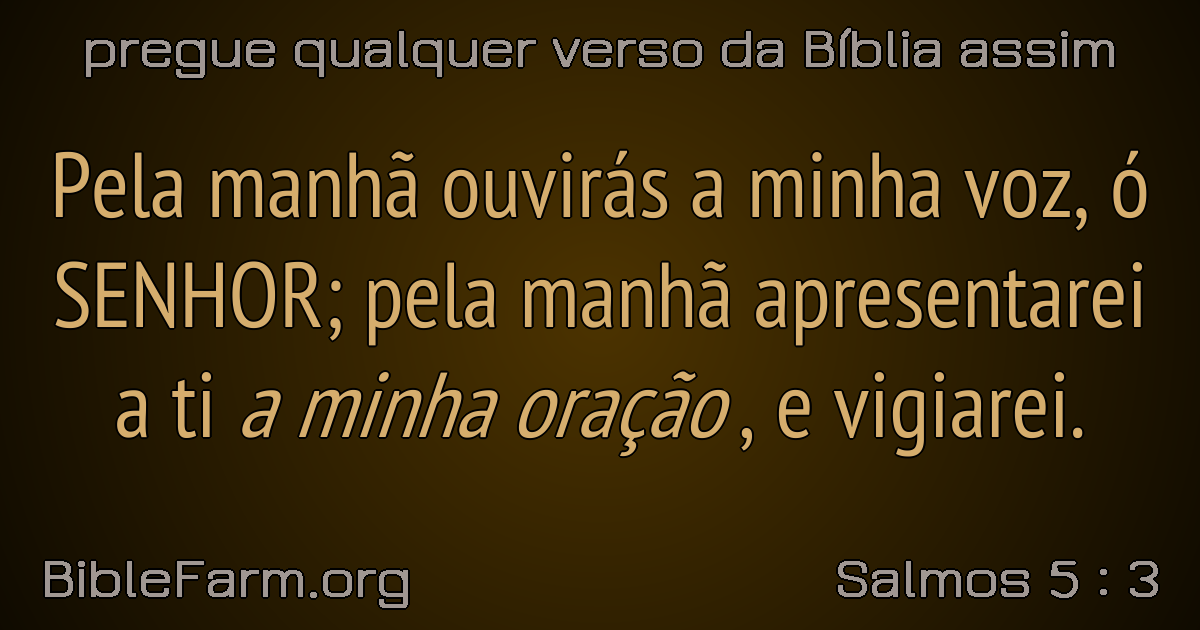 pregue qualquer verso da Bíblia assim
Pela manhã ouvirás a minha voz, ó
SENHOR; pela manhã apresentarei
a ti a minha oração, e vigiarei.
BibleFarm.org
Salmos 5 : 3